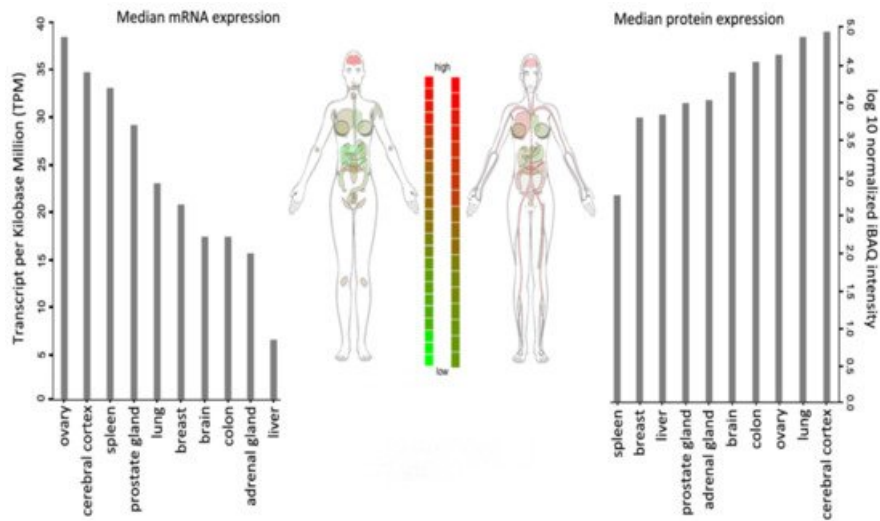 Median mRNA expression
Transcript per Kilobase Million (TPM)
40
35
30
25
20
15
10
5
0
ovary
cerebral cortex
spleen
prostate gland
lung
breast
brain
colon
adrenal gland
liver
high
low
Median protein expression
5.0
4.5
4.0
3.5
3.0
2.5
2.0
1.5
1.0
0.5
0.0
log 10 normalized iBAQ intensity
spleen
breast
liver
prostate gland
adrenal gland
brain
colon
ovary
lung
cerebral cortex